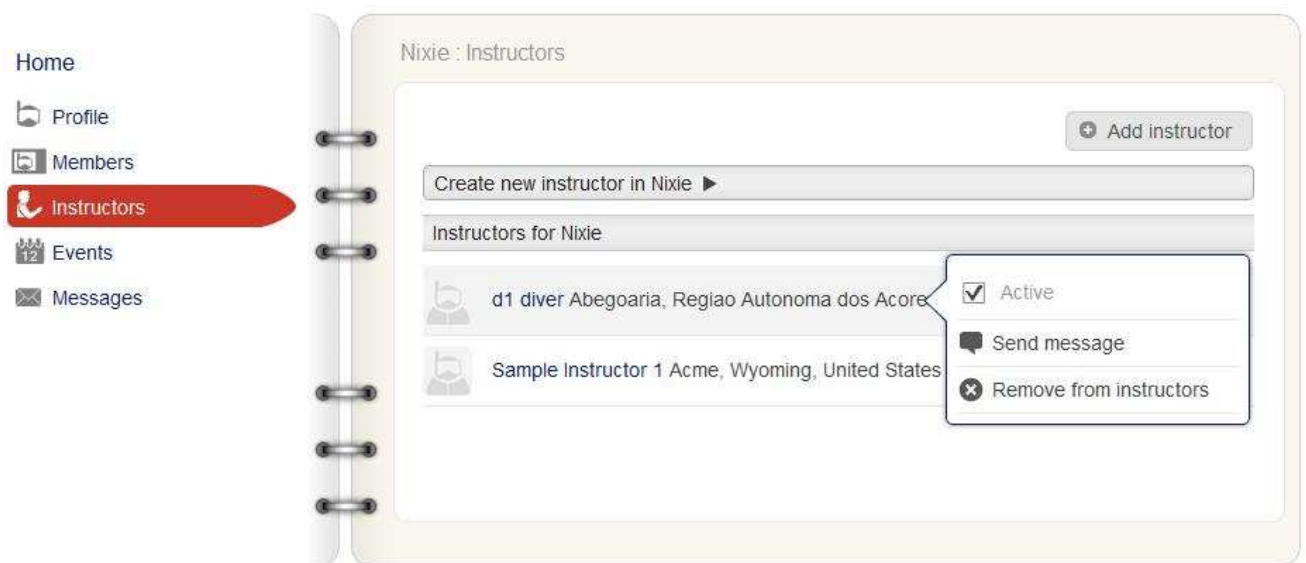 Home
Profile
Members
Instructors
Events
12
Messages
Nixie : Instructors
Add instructor
Create new instructor in Nixie
Instructors for Nixie
d1 diver Abegoaria, Regiao Autonoma dos Acore
Sample Instructor 1 Acme, Wyoming, United States
Active
Send message
Remove from instructors